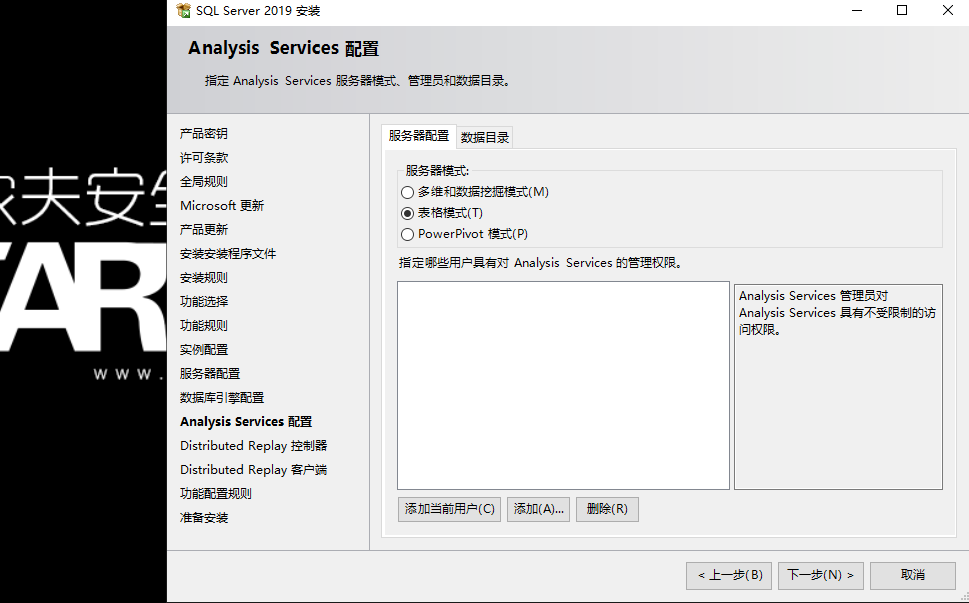 SQL Server 2019 安装
Analysis Services 配置
指定 Analysis Services 服务器模式、管理员和数据目录。
产品密钥
许可条款
全局规则
Microsoft 更新
产品更新
安装安装程序文件
安装规则
功能选择
功能规则
实例配置
服务器配置
数据库引擎配置
Analysis Services 配置
Distributed Replay 控制器
Distributed Replay 客户端
功能配置规则
准备安装
服务器配置
数据目录
服务器模式:
多维和数据挖掘模式(M)
表格模式(T)
PowerPivot 模式(P)
指定哪些用户具有对 Analysis Services 的管理权限。
Analysis Services 管理员对
Analysis Services 具有不受限制的访
问权限。
添加当前用户(C)
添加(A)...
删除(R)
< 上一步(B)
下一步(N) >
取消
夫安
TAR
www.